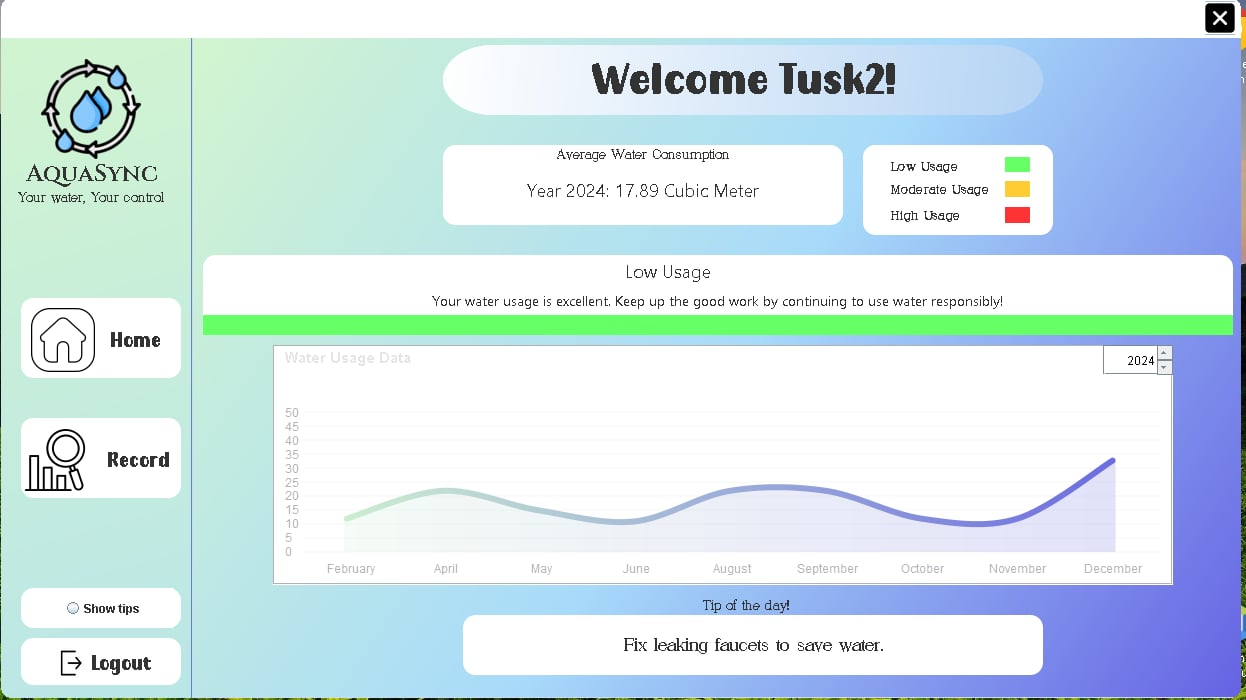 Welcome Tusk2!
AquaSync
Your water, Your control
Average Water Consumption
Year 2024: 17.89 Cubic Meter
Low Usage
Moderate Usage
High Usage
Low Usage
Your water usage is excellent. Keep up the good work by continuing to use water responsibly!
Home
Record
Show tips
Logout
Water Usage Data
2024
50
45
40
35
30
25
20
15
10
5
0
February April May June August September October November December
Tip of the day!
Fix leaking faucets to save water.